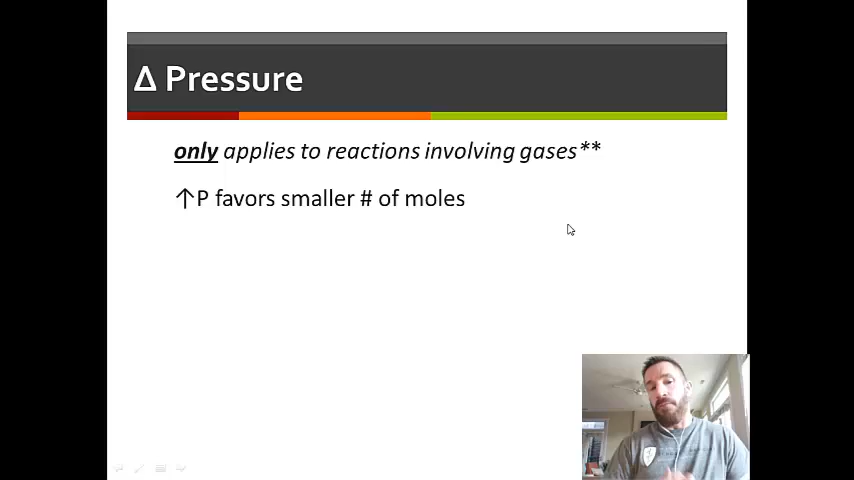 Δ Pressure
only applies to reactions involving gases**
↑P favors smaller # of moles